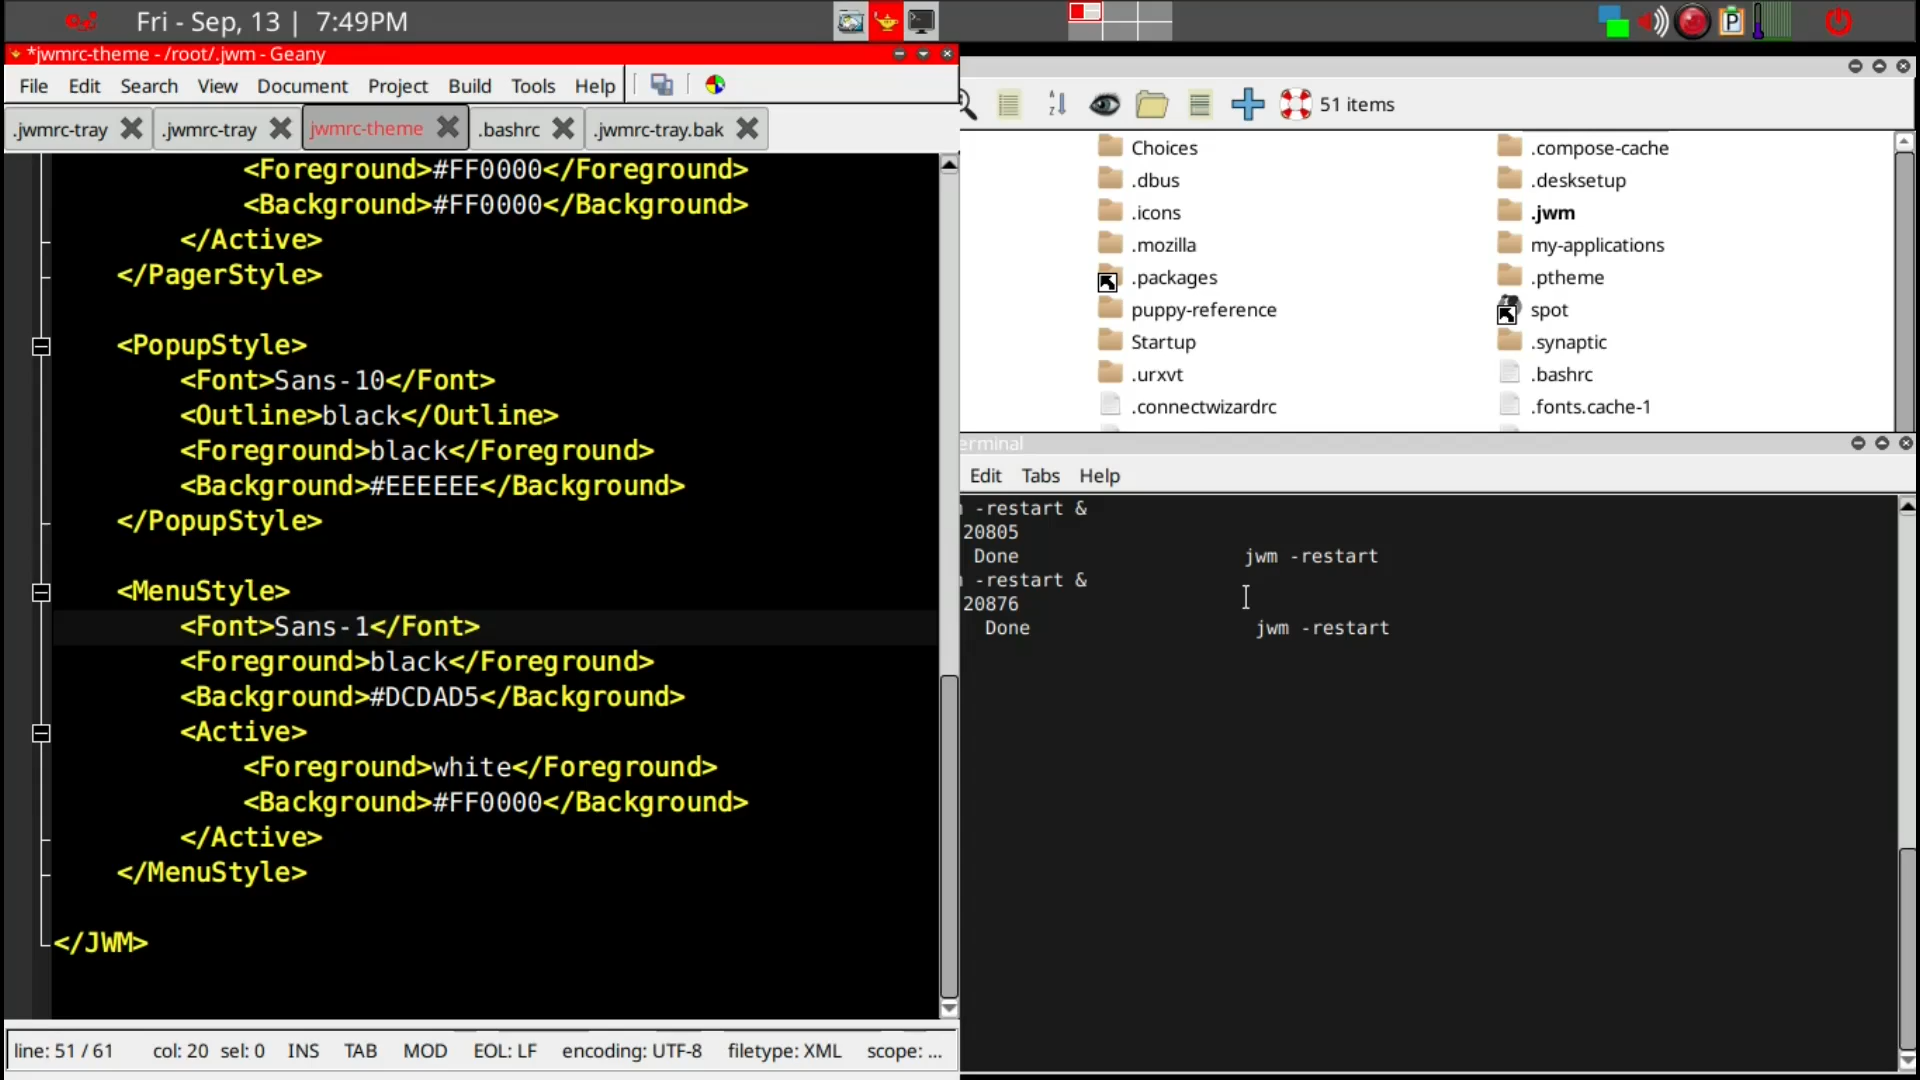 Fri - Sep, 13 | 7:49PM
P
*jwmrc-theme - /root/.jwm - Geany
File Edit Search View Document Project Build Tools Help
.jwmrc-tray .jwmrc-tray jwmrc-theme .bashrc .jwmrc-tray.bak
<Foreground>#FF0000</Foreground>
<Background>#FF0000</Background>
</Active>
</PagerStyle>
<PopupStyle>
<Font>Sans-10</Font>
<Outline>black</Outline>
<Foreground>black</Foreground>
<Background>#EEEEEE</Background>
</PopupStyle>
<MenuStyle>
<Font>Sans-1</Font>
<Foreground>black</Foreground>
<Background>#DCDAD5</Background>
<Active>
<Foreground>white</Foreground>
<Background>#FF0000</Background>
</Active>
</MenuStyle>
</JWM>
line: 51 / 61 col: 20 sel: 0 INS TAB MOD EOL: LF encoding: UTF-8 filetype: XML scope: ...
51 items
Choices .compose-cache
.dbus .desksetup
.icons .jwm
.mozilla my-applications
.packages .ptheme
puppy-reference spot
Startup .synaptic
.urxvt .bashrc
.connectwizardrc .fonts.cache-1
erminal
Edit Tabs Help
-restart &
20805
Done jwm -restart
-restart &
20876
Done jwm -restart